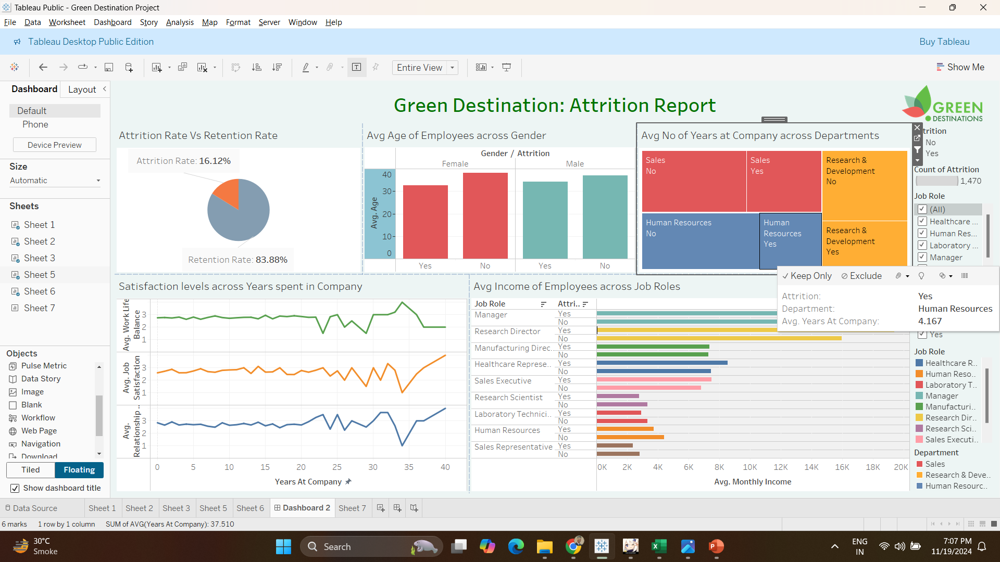 Tableau Public - Green Destination Project
File Data Worksheet Dashboard Story Analysis Map Format Server Window Help
Tableau Desktop Public Edition
Buy Tableau
Entire View
Show Me
Dashboard Layout
Default
Phone
Device Preview
Size
Automatic
Sheets
Sheet 1
Sheet 2
Sheet 3
Sheet 5
Sheet 6
Sheet 7
Objects
Pulse Metric
Data Story
Image
Blank
Workflow
Web Page
Navigation
Download
Tiled Floating
Show dashboard title
Green Destination: Attrition Report
GREEN
DESTINATIONS
Attrition Rate Vs Retention Rate
Attrition Rate: 16.12%
Retention Rate: 83.88%
Avg Age of Employees across Gender
Gender / Attrition
Female Male
Avg. Age
40
30
20
10
0
Yes No Yes No
Avg No of Years at Company across Departments
Sales
No
Sales
Yes
Research &
Development
No
Human Resources
No
Human
Resources
Yes
Research &
Development
Yes
trition
No
Yes
Count of Attrition
1,470
Job Role
(All)
Healthcare ...
Human Res...
Laboratory ...
Manager
Keep Only Exclude
Attrition: Yes
Department: Human Resources
Avg. Years At Company: 4.167
Yes
Satisfaction levels across Years spent in Company
Avg. Work Life
Balance
3
2
1
Avg. Job
Satisfaction
3
2
1
Avg.
Relationship ..
3
2
1
0 5 10 15 20 25 30 35 40
Years At Company
Avg Income of Employees across Job Roles
Job Role Attri..
Manager Yes
No
Research Director Yes
No
Manufacturing Direc.. Yes
No
Healthcare Represe.. Yes
No
Sales Executive Yes
No
Research Scientist Yes
No
Laboratory Technici.. Yes
No
Human Resources Yes
No
Sales Representative Yes
No
0K 2K 4K 6K 8K 10K 12K 14K 16K 18K 20K
Avg. Monthly Income
Job Role
Healthcare R..
Human Reso..
Laboratory T..
Manager
Manufacturi..
Research Dir..
Research Sci..
Sales Executi..
Department
Sales
Research & Deve..
Human Resourc..
Data Source Sheet 1 Sheet 2 Sheet 3 Sheet 5 Sheet 6 Dashboard 2 Sheet 7
6 marks 1 row by 1 column SUM of AVG(Years At Company): 37.510
30°C
Smoke
Search
ENG
IN
7:07 PM
11/19/2024